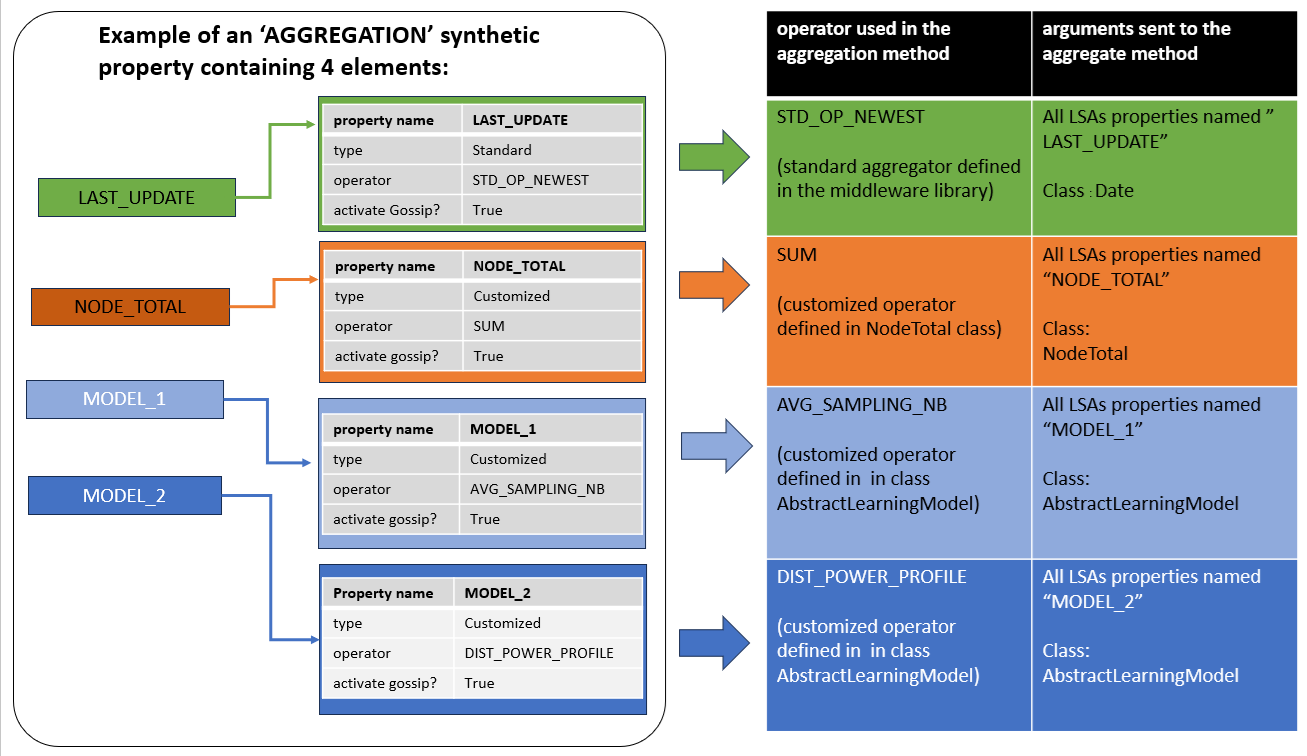 Example of an ‘AGGREGATION’ synthetic
property containing 4 elements:
LAST_UPDATE
property name LAST_UPDATE
type Standard
operator STD_OP_NEWEST
activate Gossip? True
NODE_TOTAL
property name NODE_TOTAL
type Customized
operator SUM
activate gossip? True
MODEL_1
property name MODEL_1
type Customized
operator AVG_SAMPLING_NB
activate gossip? True
MODEL_2
Property name MODEL_2
type Customized
operator DIST_POWER_PROFILE
activate gossip? True
operator used in the
aggregation method
arguments sent to the
aggregate method
STD_OP_NEWEST
(standard aggregator defined
in the middleware library)
All LSAs properties named ”
LAST_UPDATE”
Class : Date
SUM
(customized operator
defined in NodeTotal class)
All LSAs properties named
“NODE_TOTAL”
Class:
NodeTotal
AVG_SAMPLING_NB
(customized operator
defined in in class
AbstractLearningModel)
All LSAs properties named
“MODEL_1”
Class:
AbstractLearningModel
DIST_POWER_PROFILE
(customized operator
defined in in class
AbstractLearningModel)
All LSAs properties named
“MODEL_2”
Class:
AbstractLearningModel